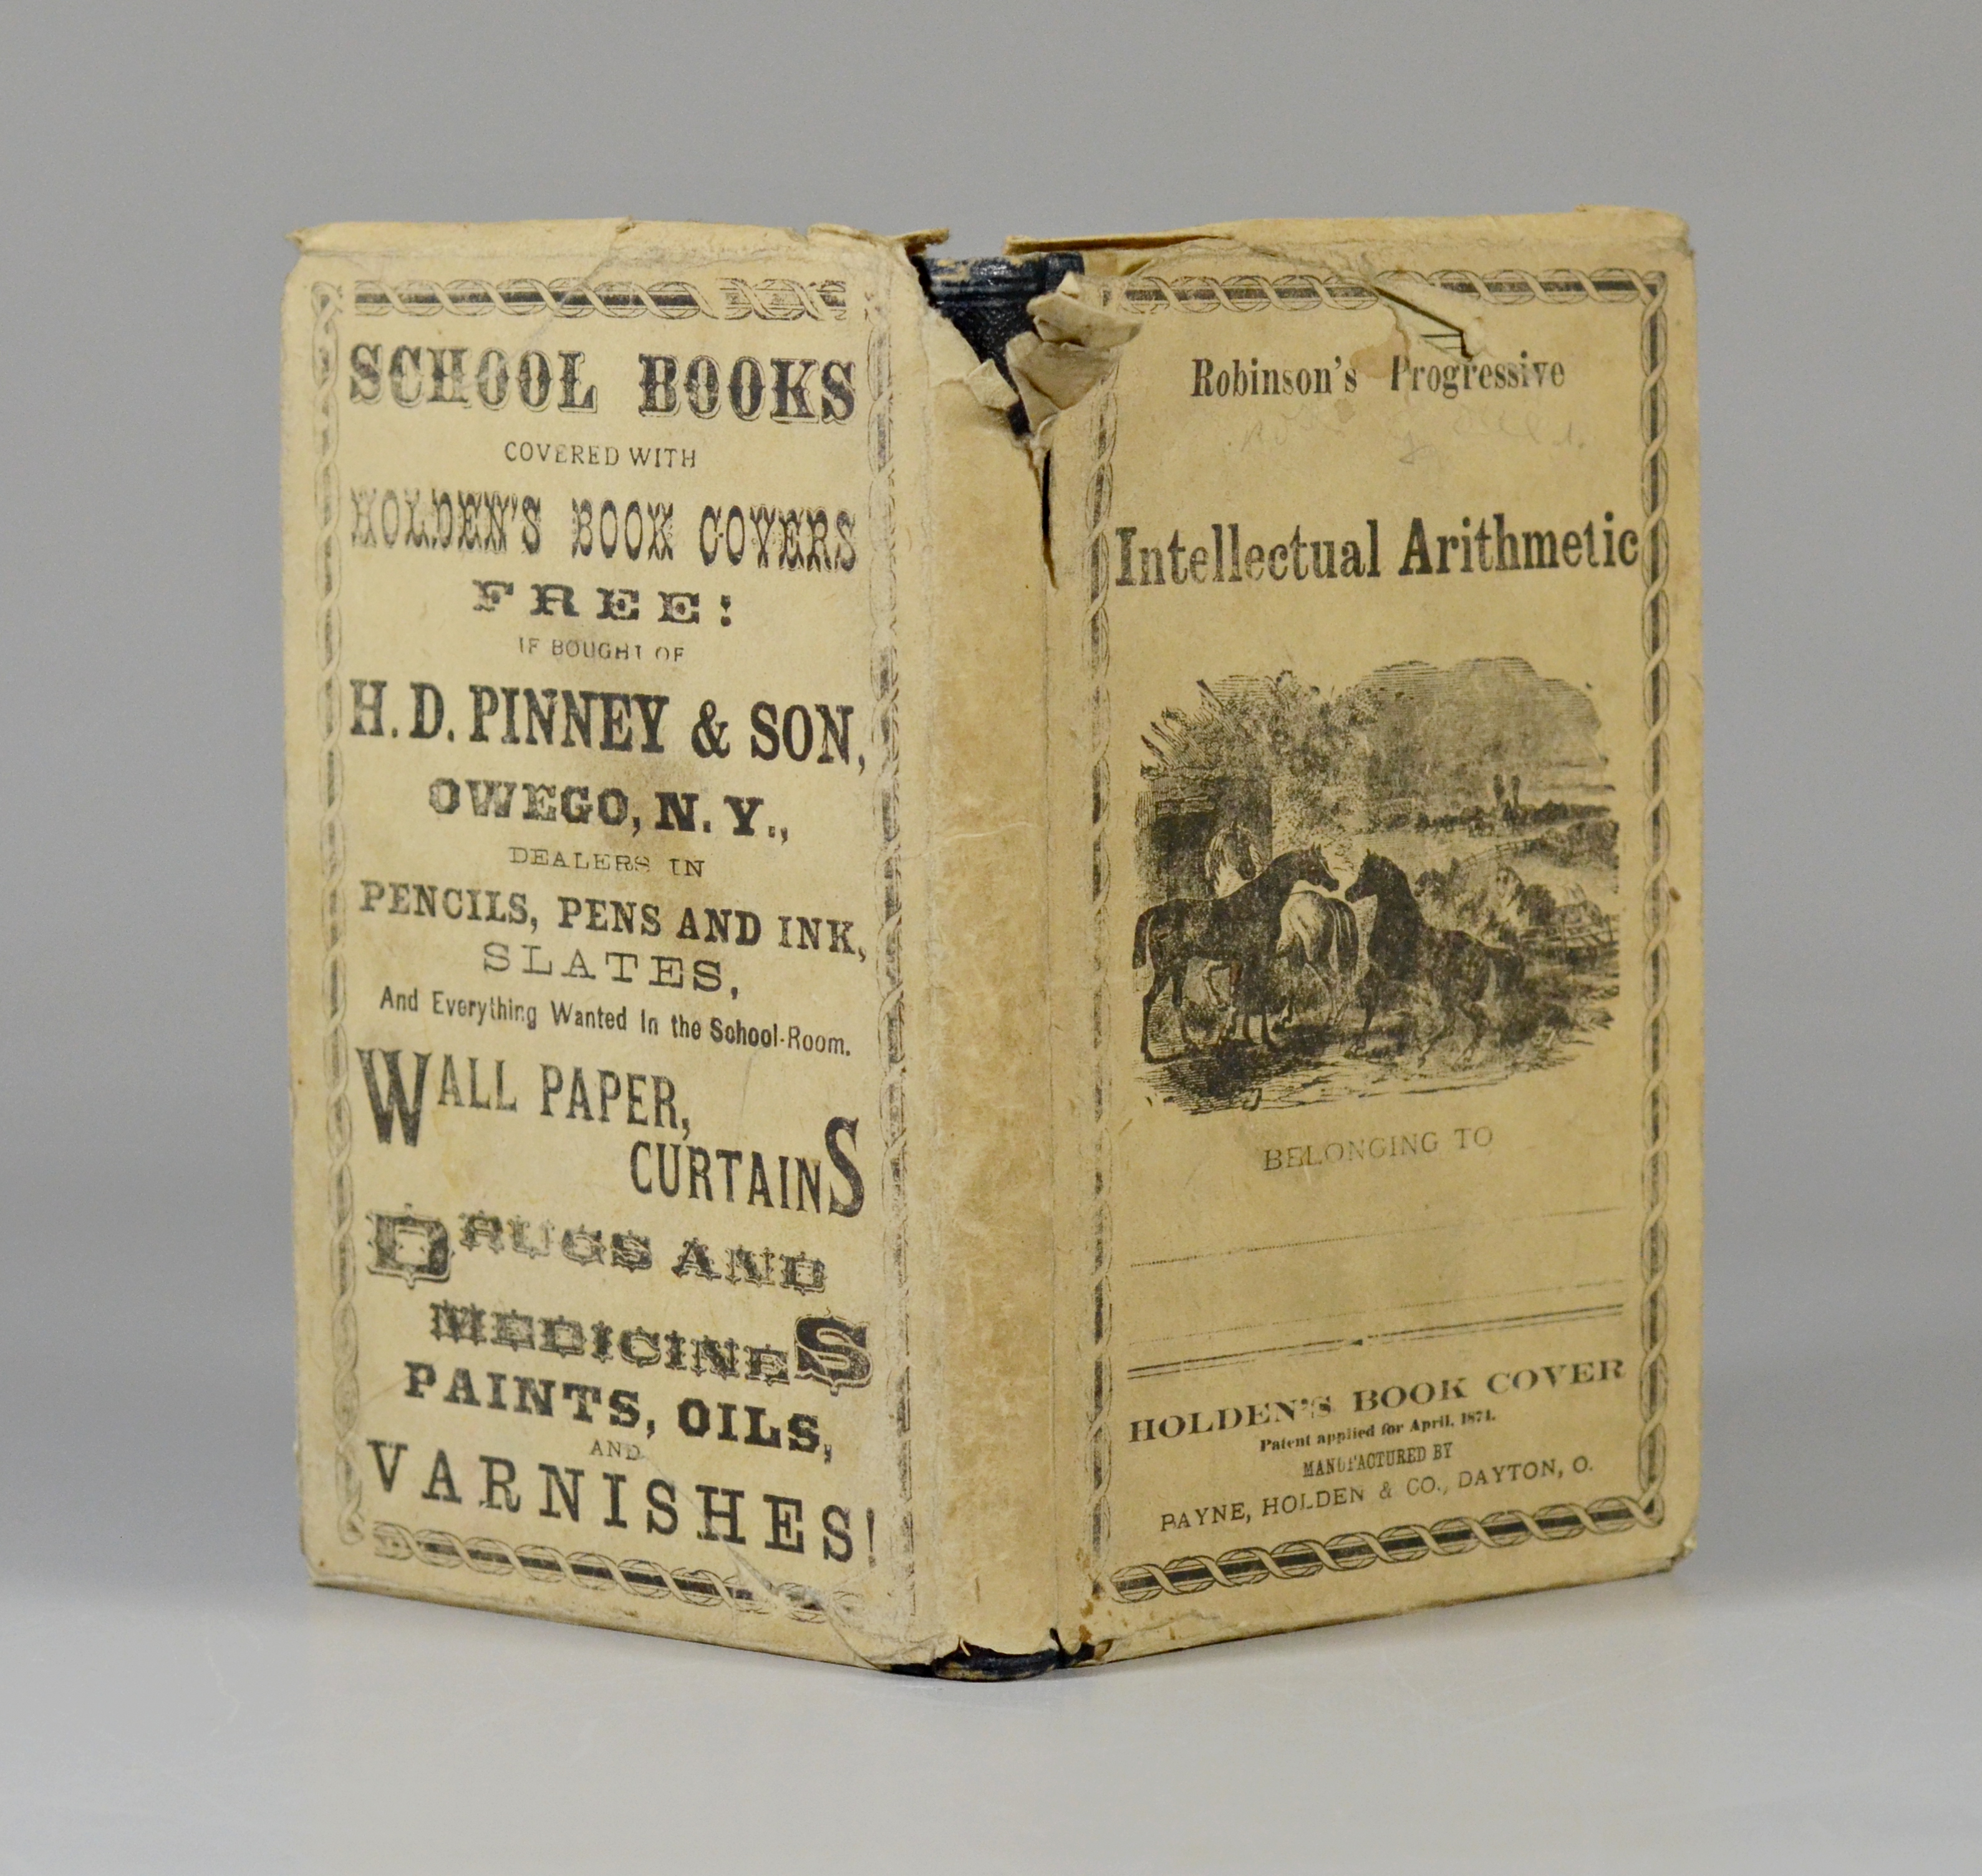 SCHOOL BOOKS
COVERED WITH
HOLDEN'S BOOK COVERS
FREE!
IF BOUGHT OF
H. D. PINNEY & SON,
OWEGO, N. Y.,
DEALERS IN
PENCILS, PENS AND INK,
SLATES,
And Everything Wanted In the School-Room.
WALL PAPER,
CURTAINS
DRUGS AND
MEDICINES
PAINTS, OILS,
AND
VARNISHES!
Robinson's Progressive
Intellectual Arithmetic
BELONGING TO
HOLDEN'S BOOK COVER
Patent applied for April, 1871.
MANUFACTURED BY
PAYNE, HOLDEN & CO., DAYTON, O.